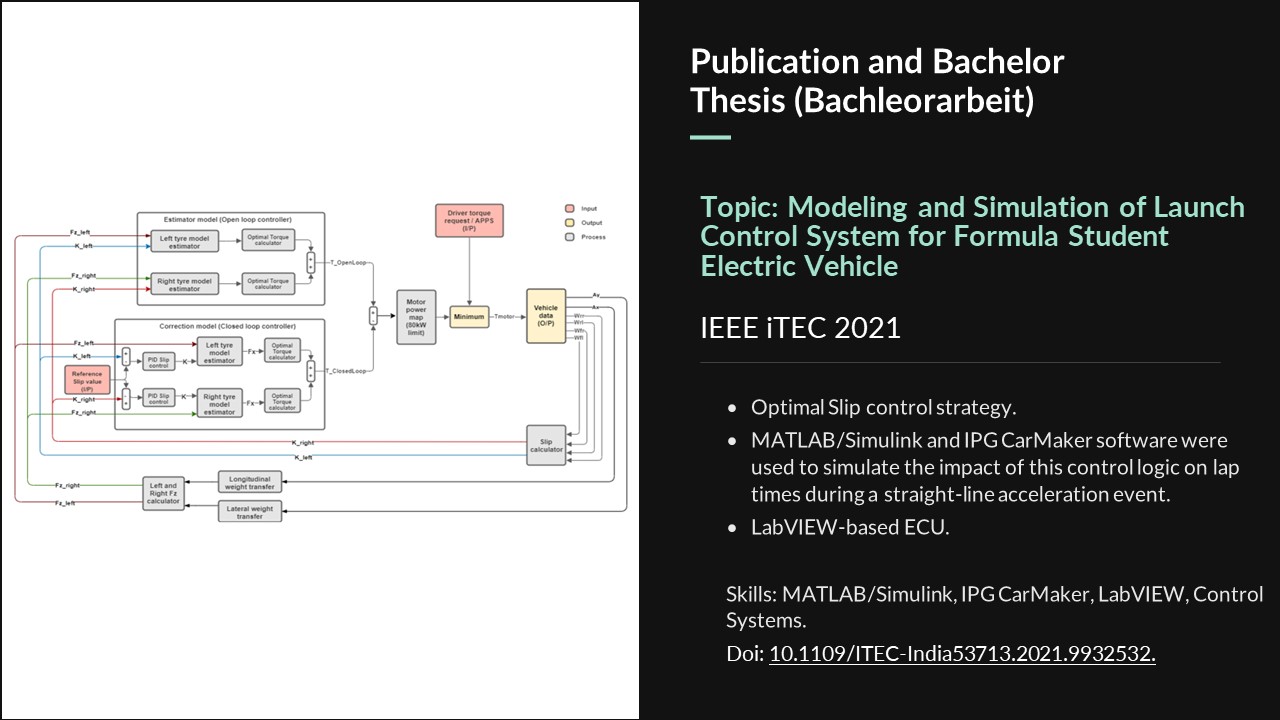 Publication and Bachelor
Thesis (Bachleorarbeit)
Topic: Modeling and Simulation of Launch
Control System for Formula Student
Electric Vehicle
IEEE iTEC 2021
Optimal Slip control strategy.
MATLAB/Simulink and IPG CarMaker software were
used to simulate the impact of this control logic on lap
times during a straight-line acceleration event.
LabVIEW-based ECU.
Skills: MATLAB/Simulink, IPG CarMaker, LabVIEW, Control
Systems.
Doi: 10.1109/ITEC-India53713.2021.9932532.
Driver torque
request / APPS
(I/P)
Input
Output
Process
Estimator model (Open loop controller)
Fz_left
K_left
Left tyre model
estimator
Optimal Torque
calculator
T_OpenLoop
Fz_right
K_right
Right tyre model
estimator
Optimal Torque
calculator
Motor
power
map
(80kW
limit)
Minimum
Tmotor
Vehicle
data
(O/P)
Ay
Ax
Wrr
Wrl
Wfr
Wfl
Correction model (Closed loop controller)
Fz_left
K_left
PID Slip
control
K
Left tyre
model
estimator
Fx
Optimal
Torque
calculator
Reference
Slip value
(I/P)
T_ClosedLoop
K_right
Fz_right
PID Slip
control
K
Right tyre
model
estimator
Fx
Optimal
Torque
calculator
K_right
K_left
Slip
calculator
Fz_right
Fz_left
Left and
Right Fz
calculator
Longitudinal
weight transfer
Lateral weight
transfer